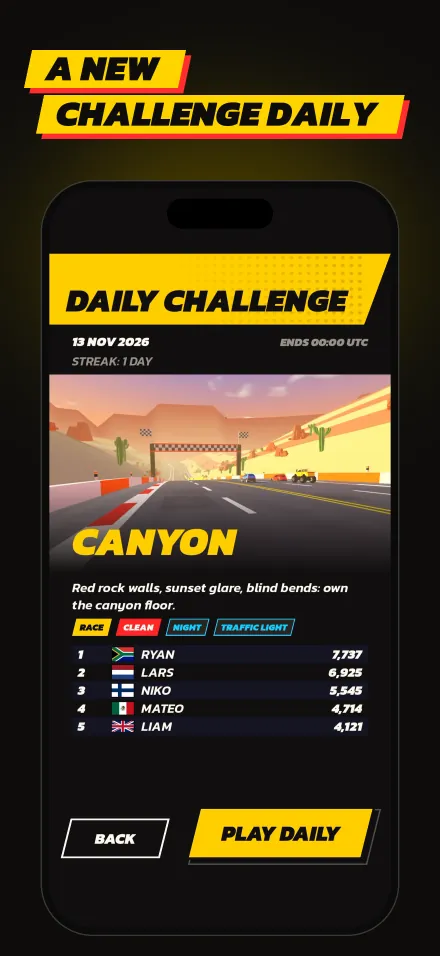 A NEW
CHALLENGE DAILY
DAILY CHALLENGE
13 NOV 2026
ENDS 00:00 UTC
STREAK: 1 DAY
CANYON
Red rock walls, sunset glare, blind bends: own
the canyon floor.
RACE CLEAN NIGHT TRAFFIC LIGHT
1 RYAN 7,737
2 LARS 6,925
3 NIKO 5,545
4 MATEO 4,714
5 LIAM 4,121
BACK
PLAY DAILY